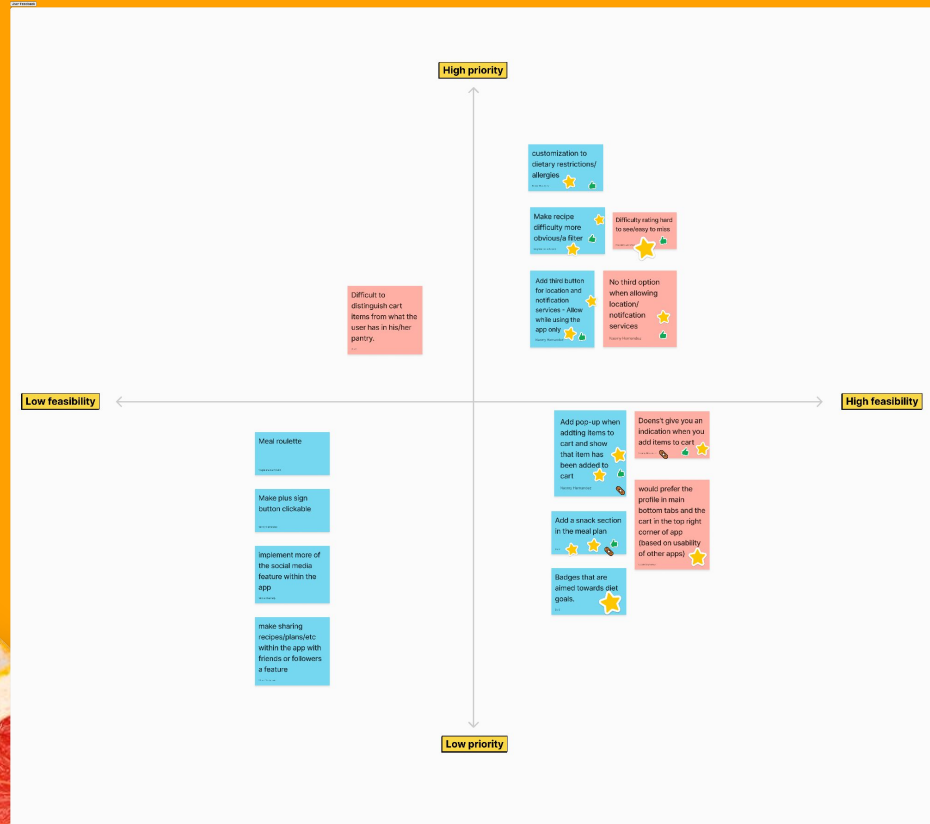 High priority
customization to
dietary restrictions/
allergies
Make recipe
difficulty more
obvious/a filter
Difficulty rating hard
to see/easy to miss
Add third button
for location and
notification
services - Allow
while using the
app only
No third option
when allowing
location/
notifcation
services
Difficult to
distinguish cart
items from what the
user has in his/her
pantry.
Low feasibility
High feasibility
Add pop-up when
addting items to
cart and show
that item has
been added to
cart
Doens't give you an
indication when you
add items to cart
Meal roulette
Make plus sign
button clickable
implement more of
the social media
feature within the
app
make sharing
recipes/plans/etc
within the app with
friends or followers
a feature
would prefer the
profile in main
bottom tabs and the
cart in the top right
corner of app
(based on usability
of other apps)
Add a snack section
in the meal plan
Badges that are
aimed towards diet
goals.
Low priority